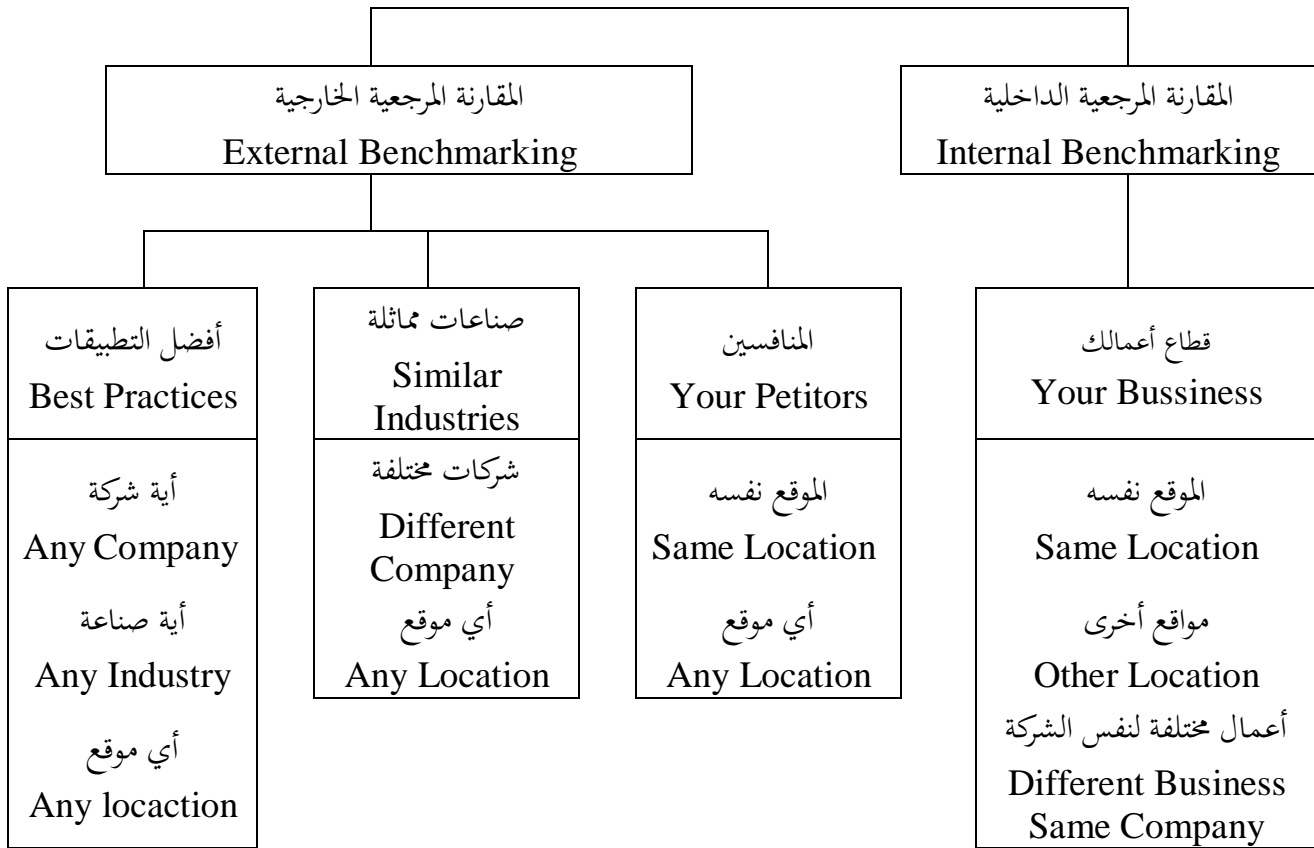 المقارنة المرجعية الخارجية
External Benchmarking
المقارنة المرجعية الداخلية
Internal Benchmarking
أفضل التطبيقات
Best Practices
أية شركة
Any Company
أية صناعة
Any Industry
أي موقع
Any locaction
صناعات مماثلة
Similar
Industries
شركات مختلفة
Different
Company
أي موقع
Any Location
المنافسين
Your Petitors
الموقع نفسه
Same Location
أي موقع
Any Location
قطاع أعمالك
Your Bussiness
الموقع نفسه
Same Location
مواقع أخرى
Other Location
أعمال مختلفة لنفس الشركة
Different Business
Same Company